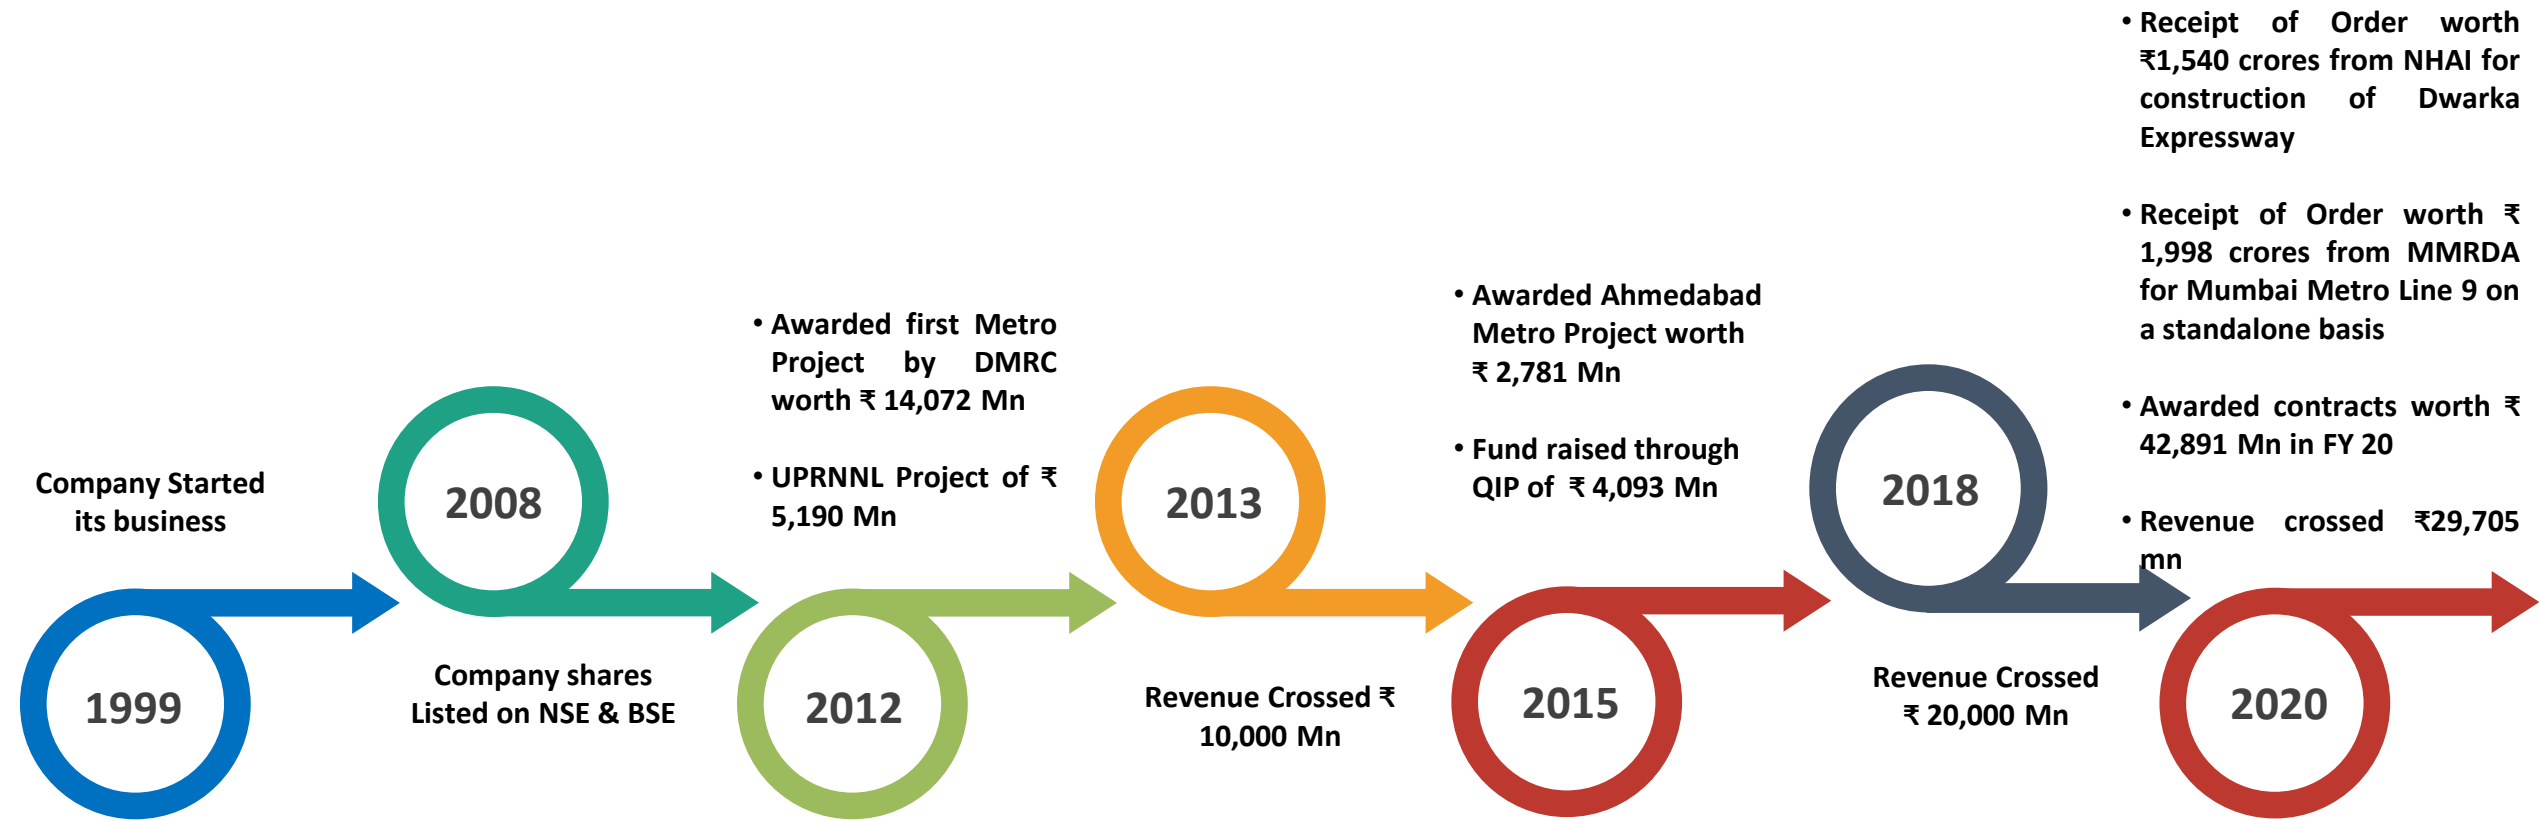 Company Started
its business
1999
2008
Company shares
Listed on NSE & BSE
• Awarded first Metro
Project by DMRC
worth ₹ 14,072 Mn
• UPRNNL Project of ₹
5,190 Mn
2012
2013
Revenue Crossed ₹
10,000 Mn
• Awarded Ahmedabad
Metro Project worth
₹ 2,781 Mn
• Fund raised through
QIP of ₹ 4,093 Mn
2015
2018
Revenue Crossed
₹ 20,000 Mn
• Receipt of Order worth
₹1,540 crores from NHAI for
construction of Dwarka
Expressway
• Receipt of Order worth ₹
1,998 crores from MMRDA
for Mumbai Metro Line 9 on
a standalone basis
• Awarded contracts worth ₹
42,891 Mn in FY 20
• Revenue crossed ₹29,705
mn
2020